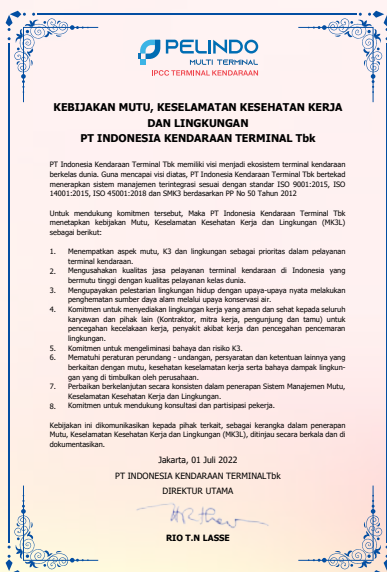 PELINDO
MULTI TERMINAL
IPCC TERMINAL KENDARAAN
KEBIJAKAN MUTU, KESELAMATAN KESEHATAN KERJA
DAN LINGKUNGAN
PT INDONESIA KENDARAAN TERMINAL Tbk
PT Indonesia Kendaraan Terminal Tbk memiliki visi menjadi ekosistem terminal kendaraan
berkelas dunia. Guna mencapai visi diatas, PT Indonesia Kendaraan Terminal Tbk bertekad
menerapkan sistem manajemen terintegrasi sesuai dengan standar ISO 9001:2015, ISO
14001:2015, ISO 45001:2018 dan SMK3 berdasarkan PP No 50 Tahun 2012
Untuk mendukung komitmen tersebut, Maka PT Indonesia Kendaraan Terminal Tbk
menetapkan kebijakan Mutu, Keselamatan Kesehatan Kerja dan Lingkungan (MK3L)
sebagai berikut:
1. Menempatkan aspek mutu, K3 dan lingkungan sebagai prioritas dalam pelayanan
terminal kendaraan.
2. Mengusahakan kualitas jasa pelayanan terminal kendaraan di Indonesia yang
bermutu tinggi dengan kualitas pelayanan kelas dunia.
3. Mengupayakan pelestarian lingkungan hidup dengan upaya-upaya nyata melakukan
penghematan sumber daya alam melalui upaya konservasi air.
4. Komitmen untuk menyediakan lingkungan kerja yang aman dan sehat kepada seluruh
karyawan dan pihak lain (Kontraktor, mitra kerja, pengunjung dan tamu) untuk
pencegahan kecelakaan kerja, penyakit akibat kerja dan pencegahan pencemaran
lingkungan.
5. Komitmen untuk mengeliminasi bahaya dan risiko K3.
6. Mematuhi peraturan perundang - undangan, persyaratan dan ketentuan lainnya yang
berkaitan dengan mutu, kesehatan keselamatan kerja serta bahaya dampak lingkun-
gan yang di timbulkan oleh perusahaan.
7. Perbaikan berkelanjutan secara konsisten dalam penerapan Sistem Manajemen Mutu,
Keselamatan Kesehatan Kerja dan Lingkungan.
8. Komitmen untuk mendukung konsultasi dan partisipasi pekerja.
Kebijakan ini dikomunikasikan kepada pihak terkait, sebagai kerangka dalam penerapan
Mutu, Keselamatan Kesehatan Kerja dan Lingkungan (MK3L), ditinjau secara berkala dan di
dokumentasikan.
Jakarta, 01 Juli 2022
PT INDONESIA KENDARAAN TERMINALTbk
DIREKTUR UTAMA
RIO T.N LASSE